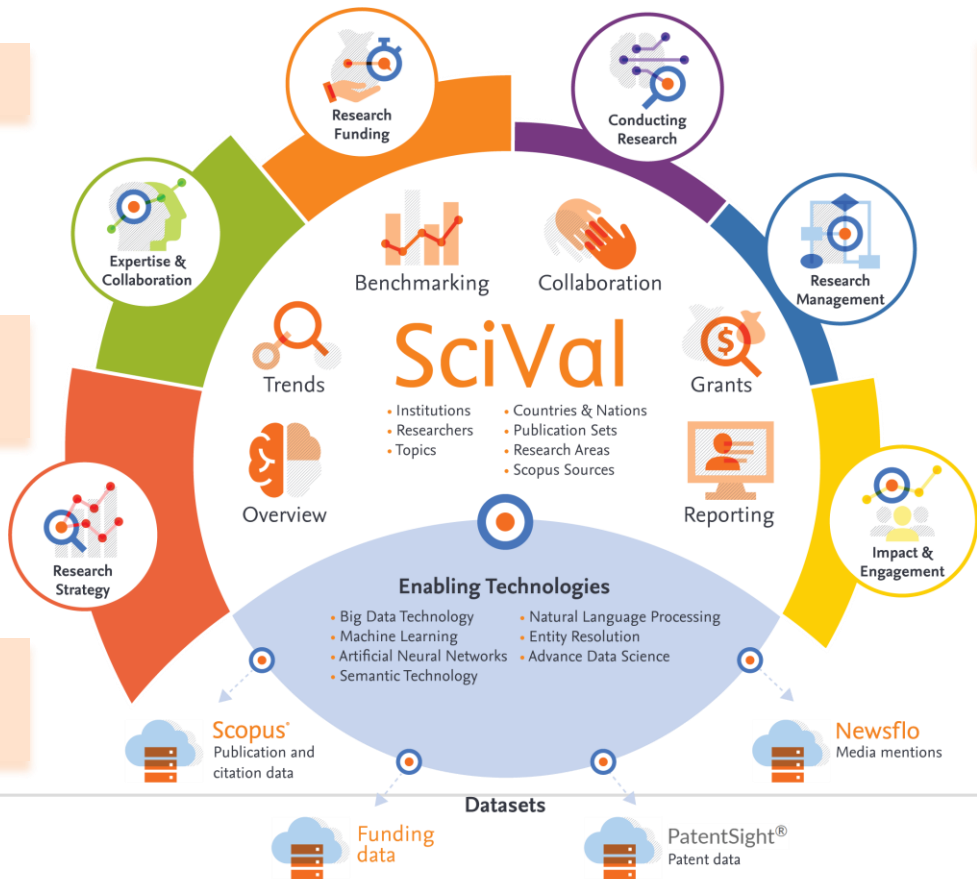 Research
Funding
Conducting
Research
Expertise &
Collaboration
Research
Management
Benchmarking
Collaboration
Trends
SciVal
Grants
• Institutions
• Researchers
• Topics
• Countries & Nations
• Publication Sets
• Research Areas
• Scopus Sources
$
Overview
Reporting
Research
Strategy
Impact &
Engagement
Enabling Technologies
• Big Data Technology
• Machine Learning
• Artificial Neural Networks
• Semantic Technology
• Natural Language Processing
• Entity Resolution
• Advance Data Science
Scopus®
Publication and
citation data
Newsflo
Media mentions
Datasets
Funding
data
PatentSight®
Patent data